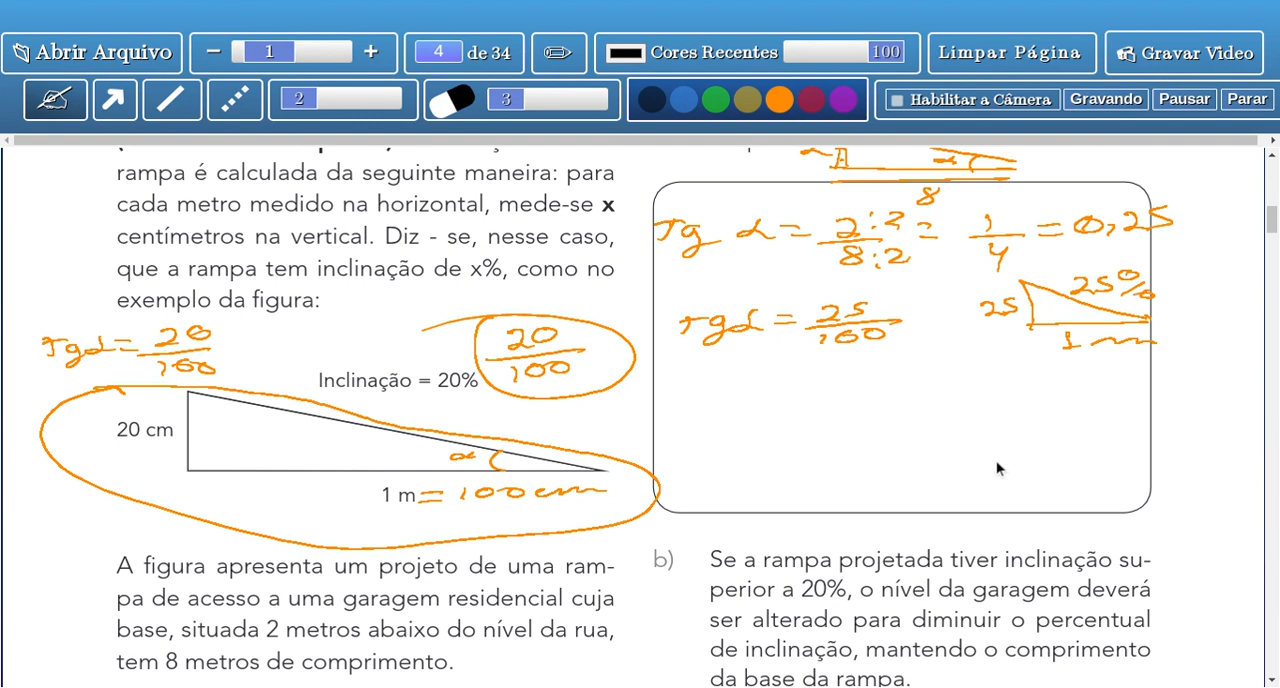 Abrir Arquivo − 1 + 4 de 34 Cores Recentes 100 Limpar Página Gravar Video
2 3 Habilitar a Câmera Gravando Pausar Parar
rampa é calculada da seguinte maneira: para
cada metro medido na horizontal, mede-se x
centímetros na vertical. Diz - se, nesse caso,
que a rampa tem inclinação de x%, como no
exemplo da figura:
Tgα = 20/100
Inclinação = 20% 20/100
20 cm
α
1 m = 100cm
A figura apresenta um projeto de uma ram-
pa de acesso a uma garagem residencial cuja
base, situada 2 metros abaixo do nível da rua,
tem 8 metros de comprimento.
α
8
Tg α = 2:2/8:2 = 1/4 = 0,25
Tgα = 25/100
25 25%
1 m
b) Se a rampa projetada tiver inclinação su-
perior a 20%, o nível da garagem deverá
ser alterado para diminuir o percentual
de inclinação, mantendo o comprimento
da base da rampa.